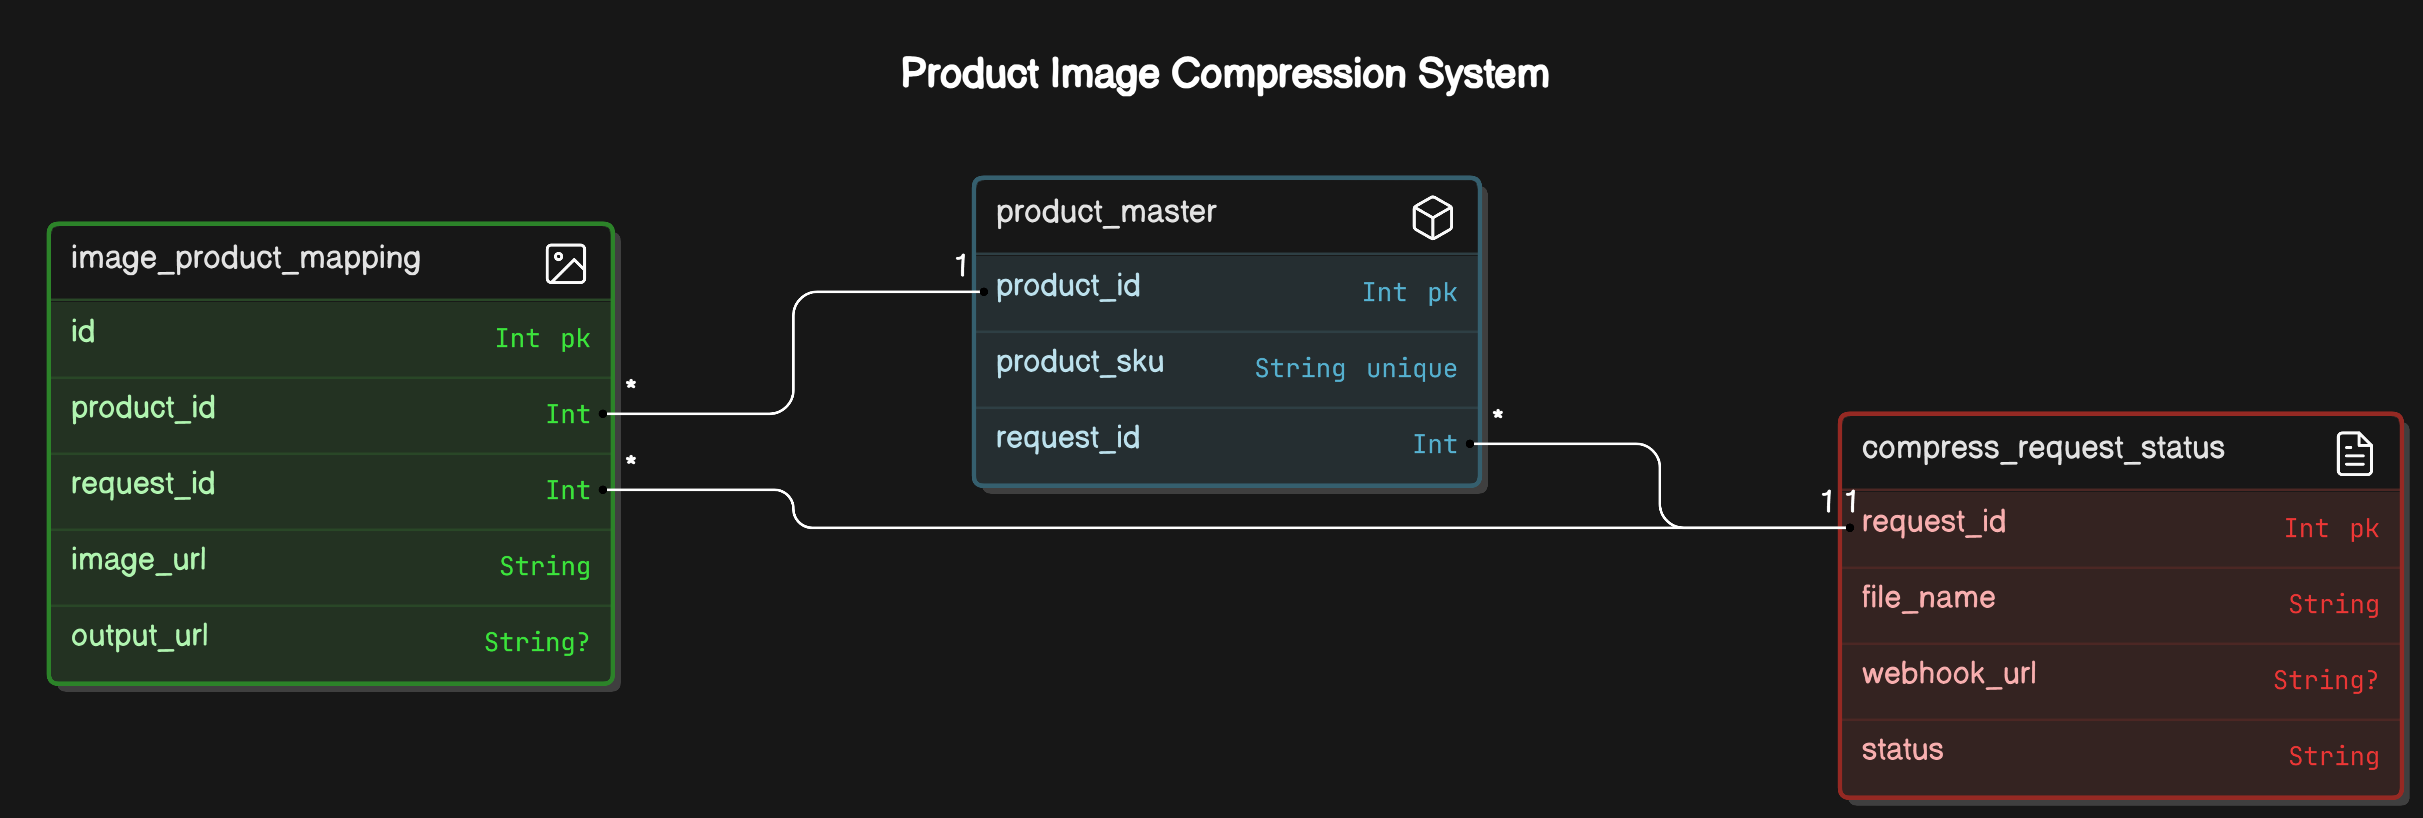 Product Image Compression System
image_product_mapping
id Int pk
product_id Int
*
request_id Int
*
image_url String
output_url String?
product_master
1
product_id Int pk
product_sku String unique
request_id Int
*
compress_request_status
1 1
request_id Int pk
file_name String
webhook_url String?
status String